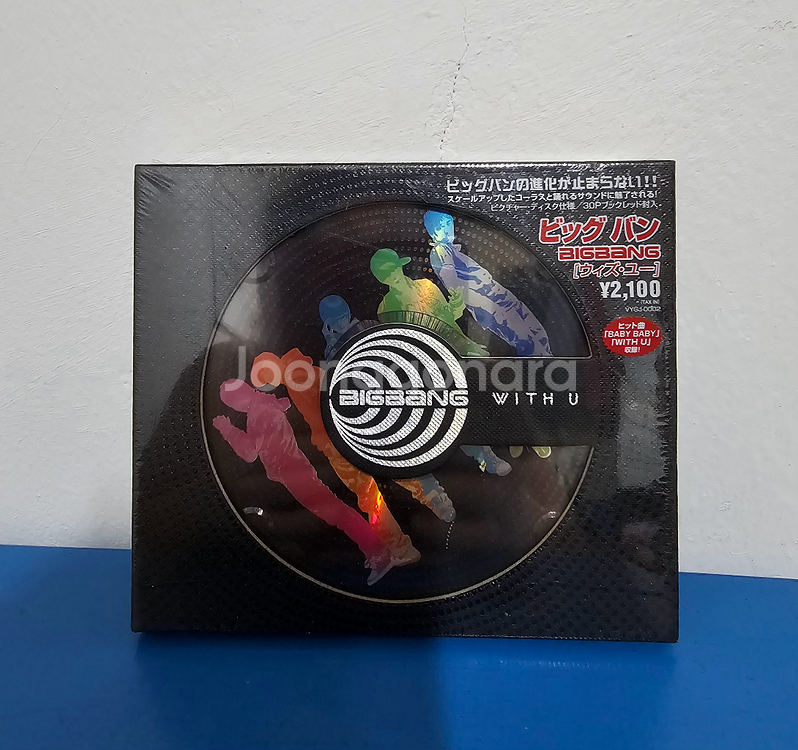 ビッグバンの進化が止まらない!!
スケールアップしたコーラスと踊れるサウンドに魅了される!
ピクチャー・ディスク仕様／30Pブックレット封入
ビッグバン
BIGBANG
[ウィズ・ユー]
¥2,100
(TAX IN)
VYGJ-0002
ヒット曲
「BABY BABY」
「WITH U」
収録!
Joonggonara
BIGBANG
WITH U